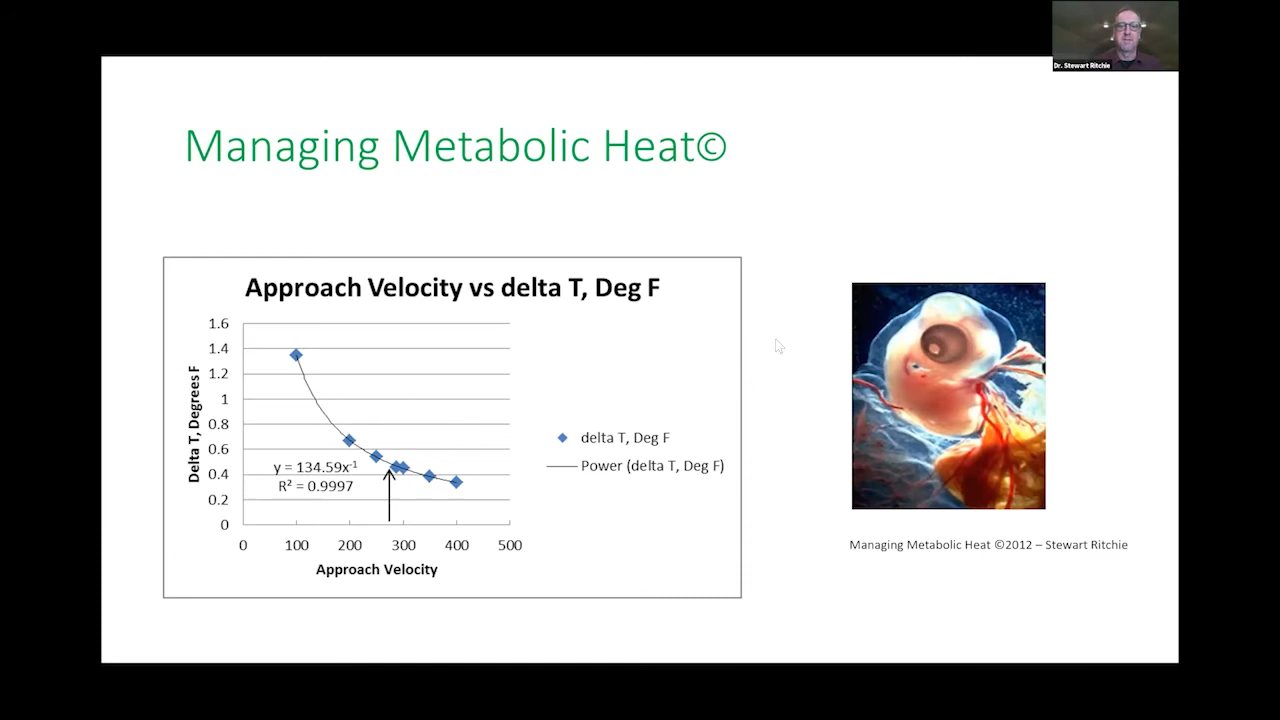 Dr. Stewart Ritchie
Managing Metabolic Heat©
Approach Velocity vs delta T, Deg F
1.6
1.4
1.2
1
0.8
0.6
0.4
0.2
0
Delta T, Degrees F
y = 134.59x⁻¹
R² = 0.9997
0 100 200 300 400 500
Approach Velocity
delta T, Deg F
Power (delta T, Deg F)
Managing Metabolic Heat ©2012 – Stewart Ritchie